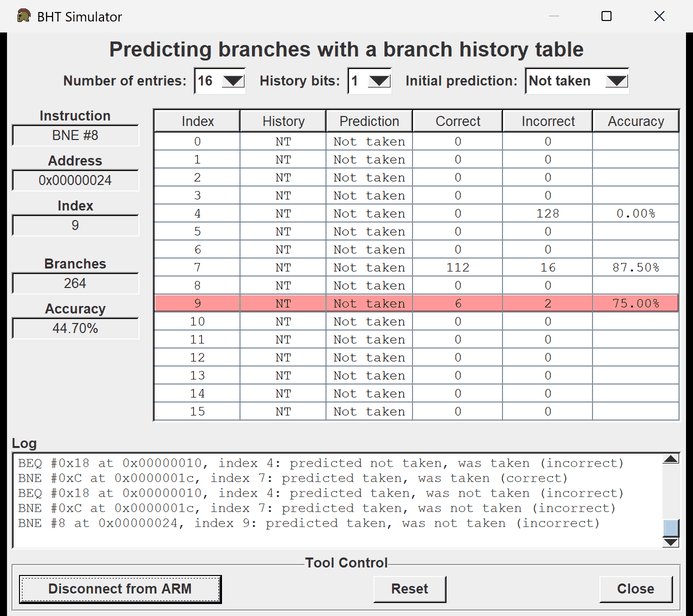 BHT Simulator
Predicting branches with a branch history table
Number of entries: 16 History bits: 1 Initial prediction: Not taken
Instruction
BNE #8
Address
0x00000024
Index
9
Branches
264
Accuracy
44.70%
Index History Prediction Correct Incorrect Accuracy
0 NT Not taken 0 0
1 NT Not taken 0 0
2 NT Not taken 0 0
3 NT Not taken 0 0
4 NT Not taken 0 128 0.00%
5 NT Not taken 0 0
6 NT Not taken 0 0
7 NT Not taken 112 16 87.50%
8 NT Not taken 0 0
9 NT Not taken 6 2 75.00%
10 NT Not taken 0 0
11 NT Not taken 0 0
12 NT Not taken 0 0
13 NT Not taken 0 0
14 NT Not taken 0 0
15 NT Not taken 0 0
Log
BEQ #0x18 at 0x00000010, index 4: predicted not taken, was taken (incorrect)
BNE #0xC at 0x0000001c, index 7: predicted taken, was taken (correct)
BEQ #0x18 at 0x00000010, index 4: predicted taken, was not taken (incorrect)
BNE #0xC at 0x0000001c, index 7: predicted taken, was not taken (incorrect)
BNE #8 at 0x00000024, index 9: predicted taken, was not taken (incorrect)
Tool Control
Disconnect from ARM Reset Close